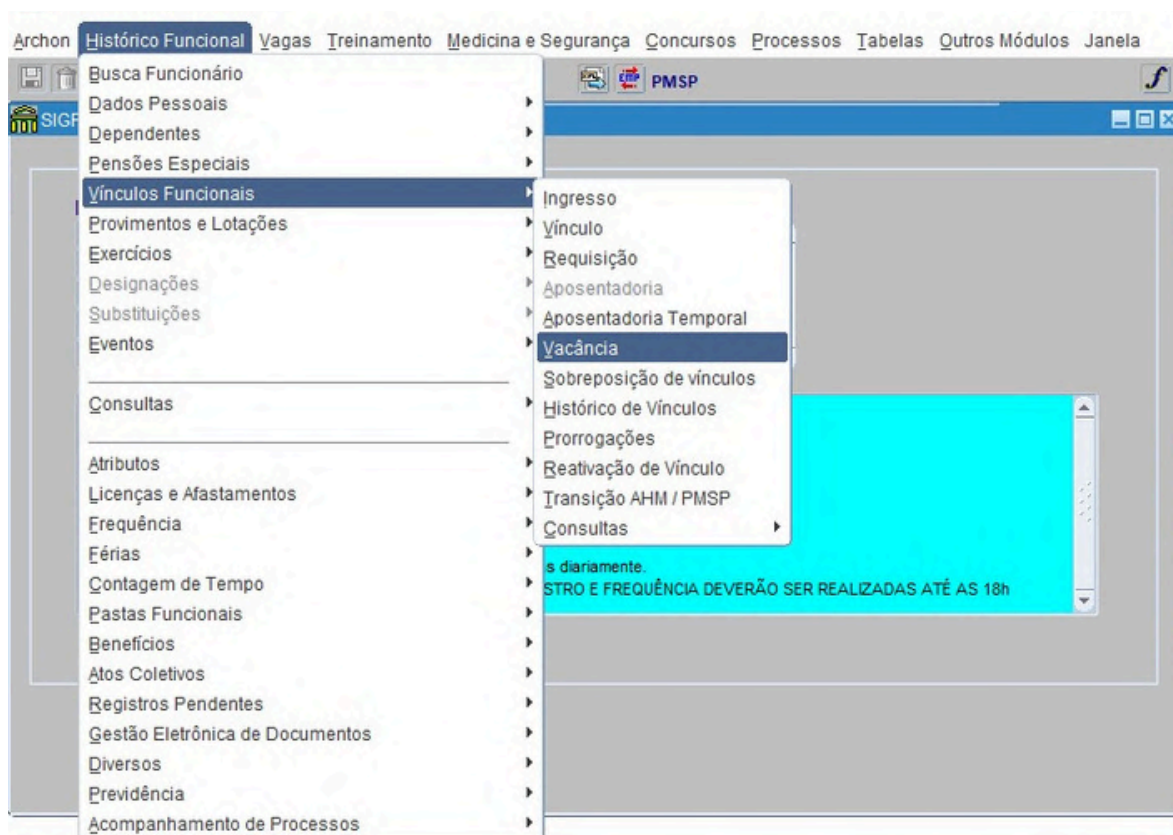 Archon Histórico Funcional Vagas Treinamento Medicina e Segurança Concursos Processos Tabelas Outros Módulos Janela
PMSP
Busca Funcionário
Dados Pessoais
Dependentes
Pensões Especiais
Vínculos Funcionais
Provimentos e Lotações
Exercícios
Designações
Substituições
Eventos
Consultas
Atributos
Licenças e Afastamentos
Frequência
Férias
Contagem de Tempo
Pastas Funcionais
Benefícios
Atos Coletivos
Registros Pendentes
Gestão Eletrônica de Documentos
Diversos
Previdência
Acompanhamento de Processos
Ingresso
Vínculo
Requisição
Aposentadoria
Aposentadoria Temporal
Vacância
Sobreposição de vínculos
Histórico de Vínculos
Prorrogações
Reativação de Vínculo
Transição AHM / PMSP
Consultas
s diariamente.
STRO E FREQUÊNCIA DEVERÃO SER REALIZADAS ATÉ AS 18h